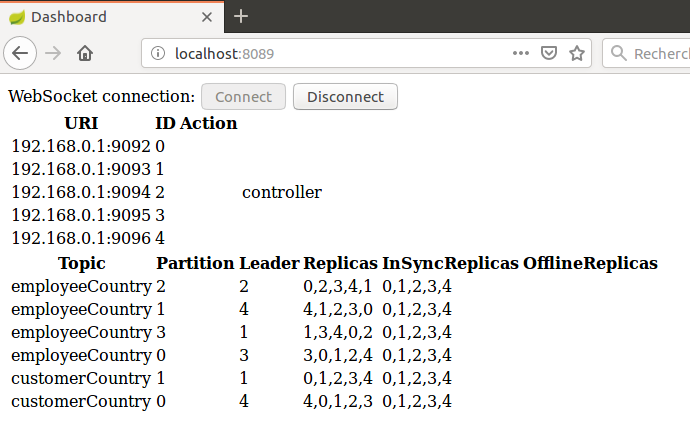 Dashboard
localhost:8089
Recherch
WebSocket connection: Connect Disconnect
URI ID Action
192.168.0.1:9092 0
192.168.0.1:9093 1
192.168.0.1:9094 2 controller
192.168.0.1:9095 3
192.168.0.1:9096 4
Topic Partition Leader Replicas InSyncReplicas OfflineReplicas
employeeCountry 2 2 0,2,3,4,1 0,1,2,3,4
employeeCountry 1 4 4,1,2,3,0 0,1,2,3,4
employeeCountry 3 1 1,3,4,0,2 0,1,2,3,4
employeeCountry 0 3 3,0,1,2,4 0,1,2,3,4
customerCountry 1 1 0,1,2,3,4 0,1,2,3,4
customerCountry 0 4 4,0,1,2,3 0,1,2,3,4